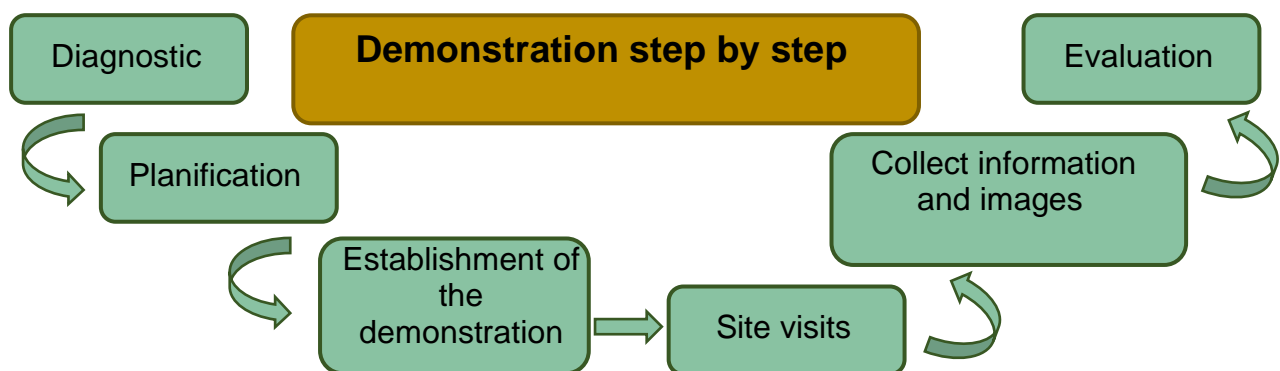 Demonstration step by step
Diagnostic
Planification
Establishment of
the
demonstration
Site visits
Collect information
and images
Evaluation